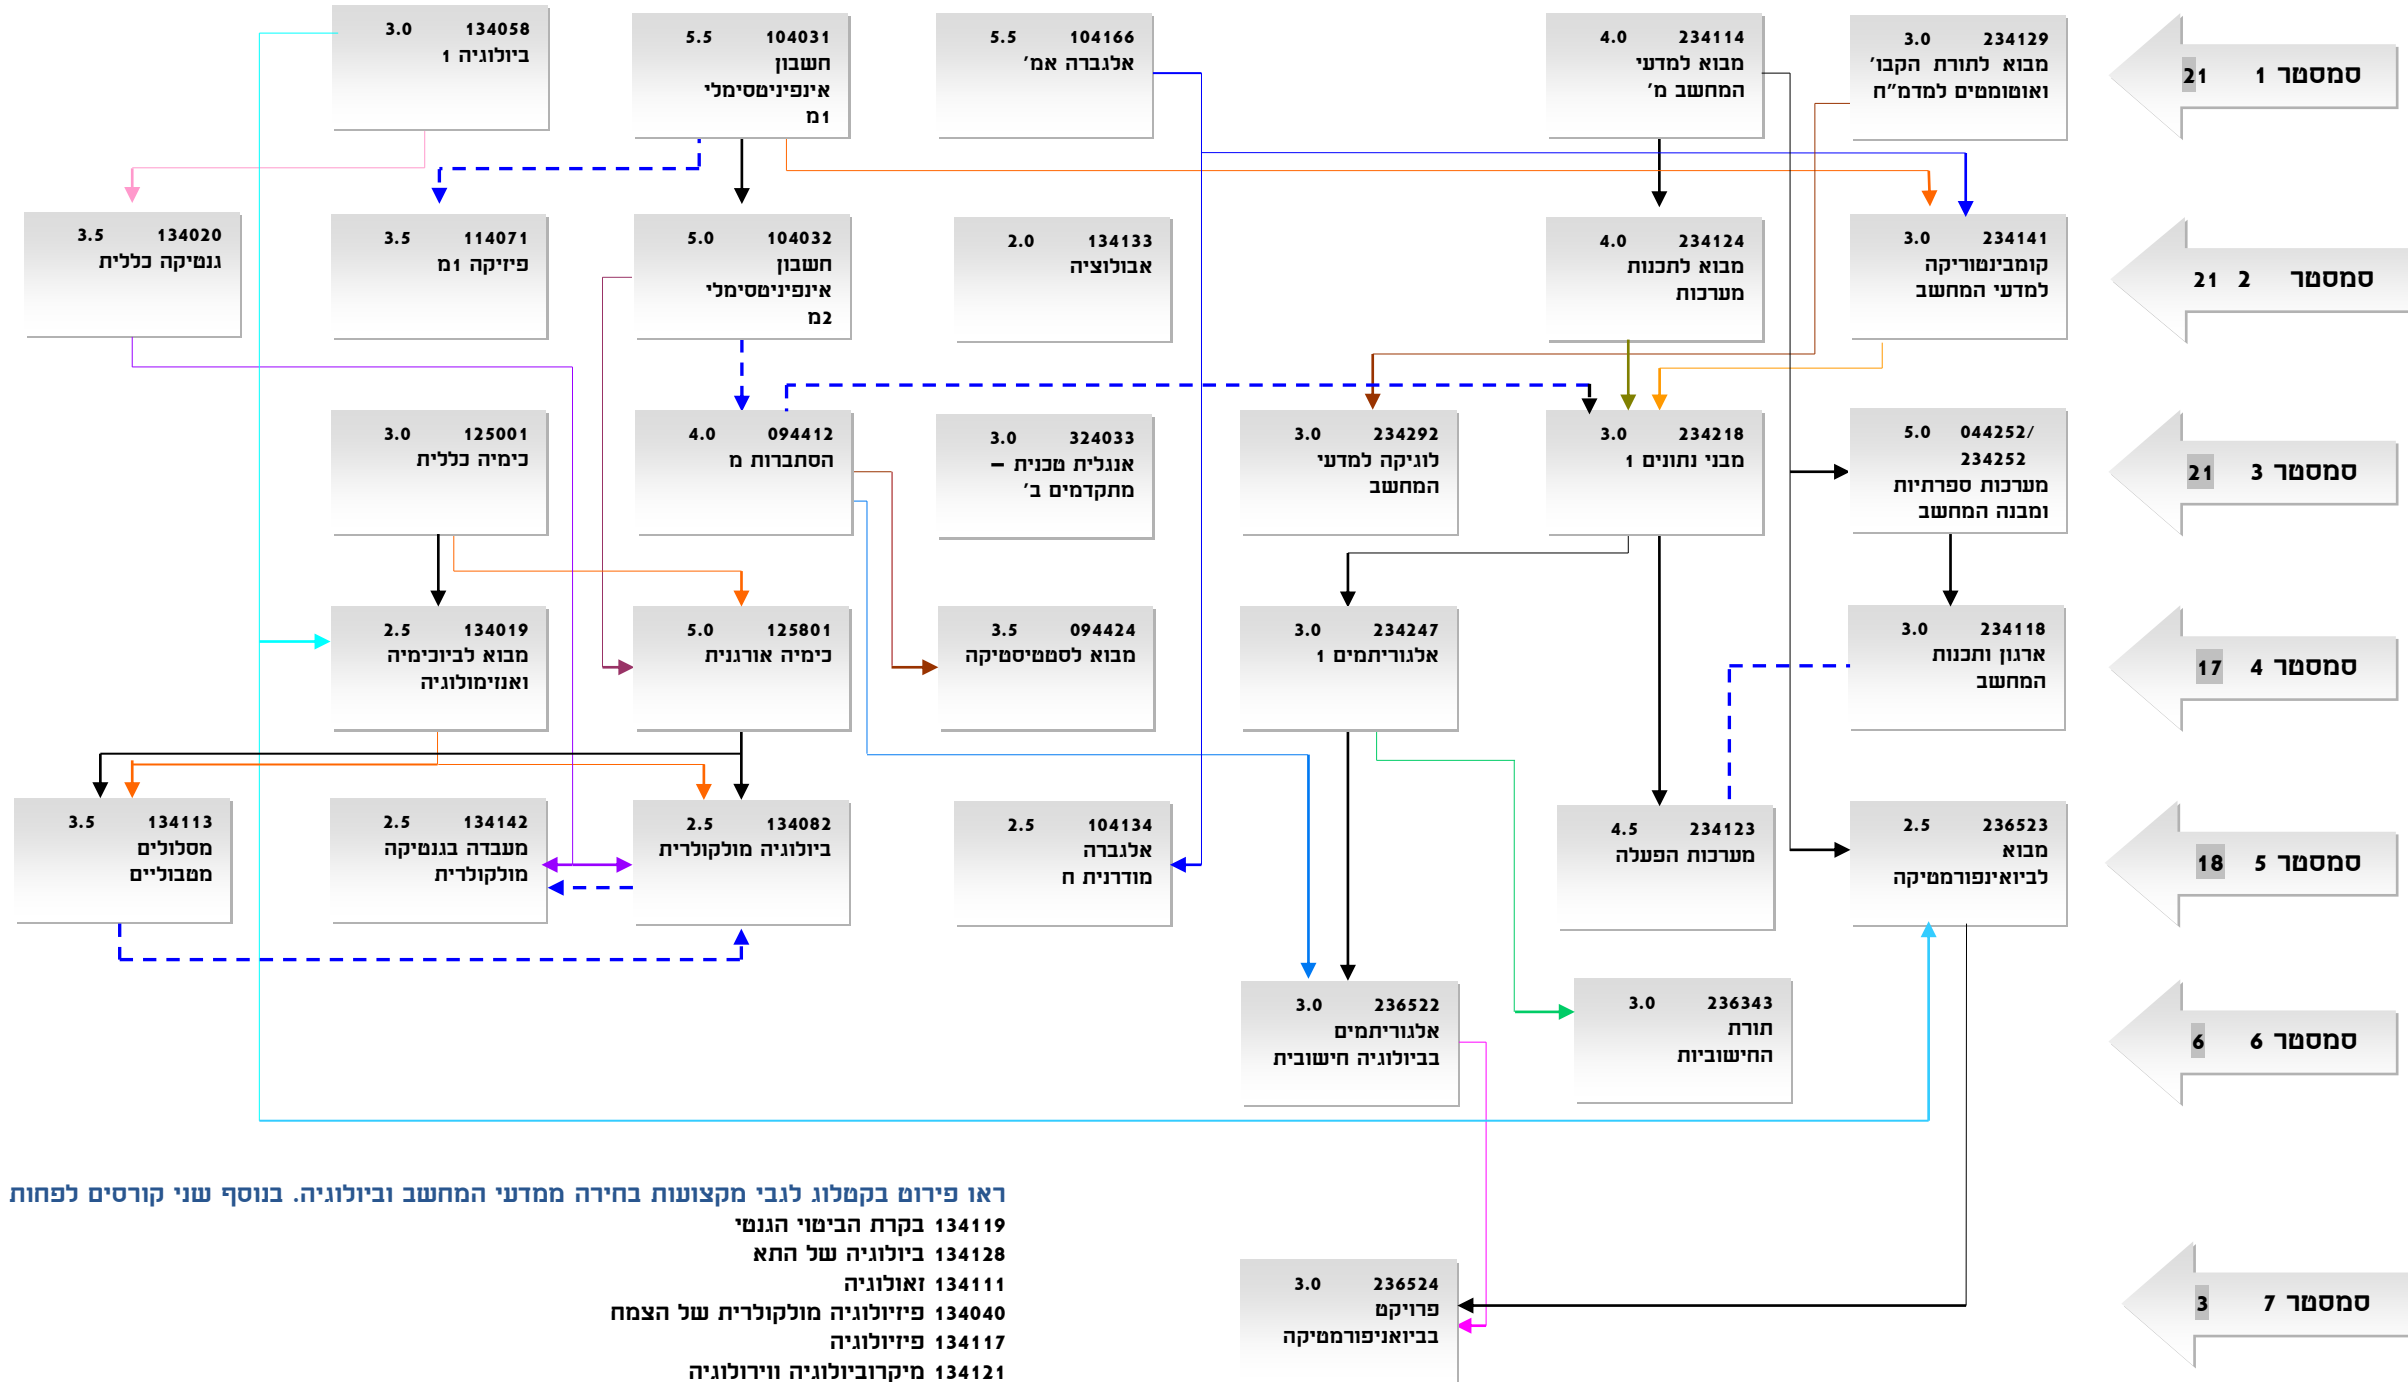 סמסטר 1 21
234129 3.0
מבוא לתורת הקבו'
ואוטומטים למדמ"ח
234114 4.0
מבוא למדעי
המחשב מ'
104166 5.5
אלגברה אמ'
104031 5.5
חשבון
אינפיניטסימלי
1מ
134058 3.0
ביולוגיה 1
סמסטר 2 21
234141 3.0
קומבינטוריקה
למדעי המחשב
234124 4.0
מבוא לתכנות
מערכות
134133 2.0
אבולוציה
104032 5.0
חשבון
אינפיניטסימלי
2מ
114071 3.5
פיזיקה 1מ
134020 3.5
גנטיקה כללית
סמסטר 3 21
044252/ 5.0
234252
מערכות ספרתיות
ומבנה המחשב
234218 3.0
מבני נתונים 1
234292 3.0
לוגיקה למדעי
המחשב
324033 3.0
אנגלית טכנית –
מתקדמים ב'
094412 4.0
הסתברות מ
125001 3.0
כימיה כללית
סמסטר 4 17
234118 3.0
ארגון ותכנות
המחשב
234247 3.0
אלגוריתמים 1
094424 3.5
מבוא לסטטיסטיקה
125801 5.0
כימיה אורגנית
134019 2.5
מבוא לביוכימיה
ואנזימולוגיה
סמסטר 5 18
236523 2.5
מבוא
לביואינפורמטיקה
234123 4.5
מערכות הפעלה
104134 2.5
אלגברה
מודרנית ח
134082 2.5
ביולוגיה מולקולרית
134142 2.5
מעבדה בגנטיקה
מולקולרית
134113 3.5
מסלולים
מטבוליים
סמסטר 6 6
236343 3.0
תורת
החישוביות
236522 3.0
אלגוריתמים
בביולוגיה חישובית
סמסטר 7 3
236524 3.0
פרויקט
בביואניפורמטיקה
ראו פירוט בקטלוג לגבי מקצועות בחירה ממדעי המחשב וביולוגיה. בנוסף שני קורסים לפחות
134119 בקרת הביטוי הגנטי
134128 ביולוגיה של התא
134111 זאולוגיה
134040 פיזיולוגיה מולקולרית של הצמח
134117 פיזיולוגיה
134121 מיקרוביולוגיה ווירולוגיה